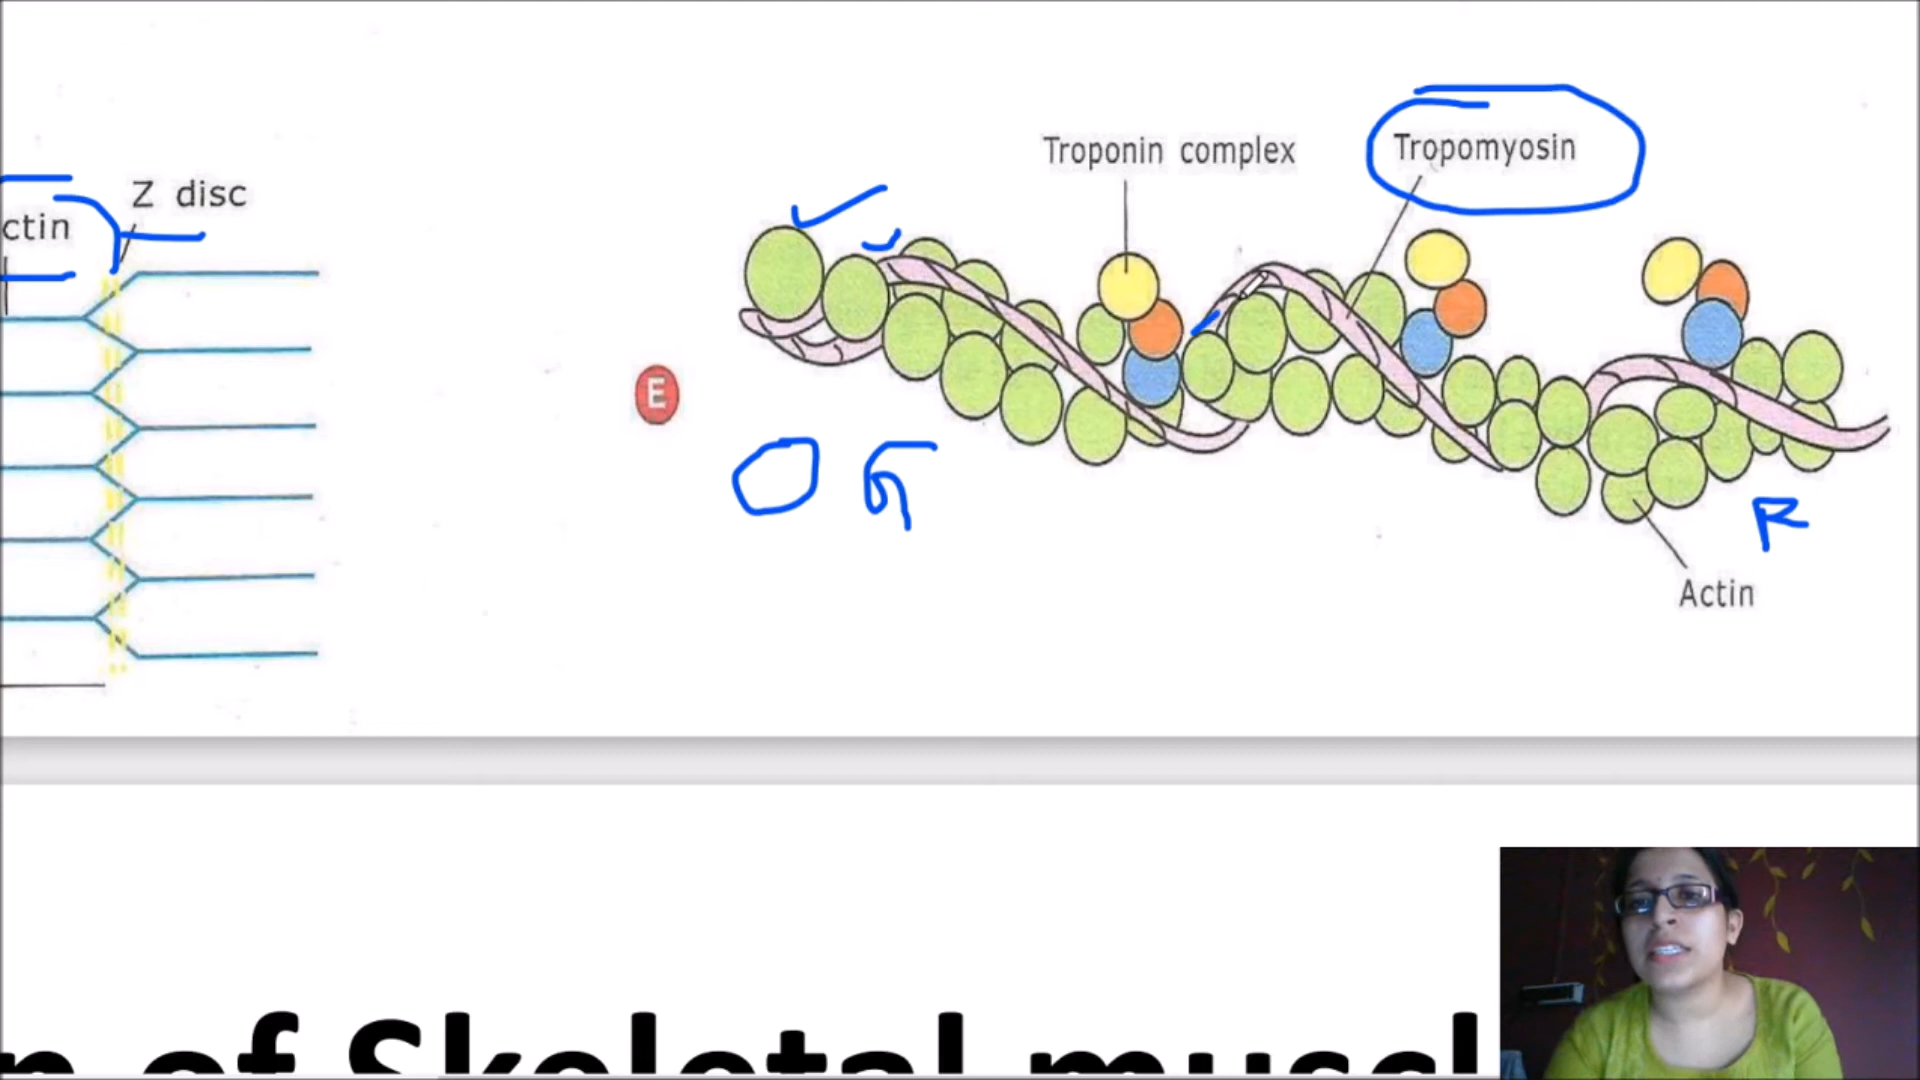 Troponin complex
Tropomyosin
Z disc
ctin
E
G
F
Actin
n of Skeletal muscl